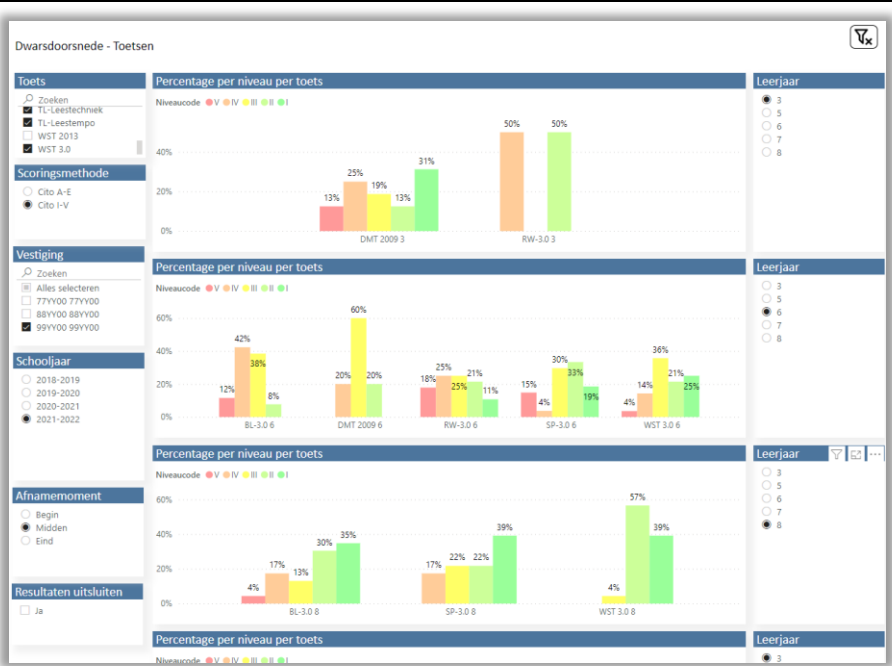 Dwarsdoorsnede - Toetsen
Toets
Zoeken
TL-Leestechniek
TL-Leestempo
WST 2013
WST 3.0
Scoringsmethode
Cito A-E
Cito I-V
Vestiging
Zoeken
Alles selecteren
77YY00 77YY00
88YY00 88YY00
99YY00 99YY00
Schooljaar
2018-2019
2019-2020
2020-2021
2021-2022
Afnamemoment
Begin
Midden
Eind
Resultaten uitsluiten
Ja
Percentage per niveau per toets
Niveaucode V IV III II I
50% 50%
40%
31%
25%
20%
19%
13% 13%
0%
DMT 2009 3 RW-3.0 3
Leerjaar
3
5
6
7
8
Percentage per niveau per toets
Niveaucode V IV III II I
60%
60%
42%
40%
38%
36%
30%
33%
25%
25%
21%
21%
25%
20%
20% 20%
18%
19%
15%
14%
12%
11%
8%
4%
4%
0%
BL-3.0 6 DMT 2009 6 RW-3.0 6 SP-3.0 6 WST 3.0 6
Leerjaar
3
5
6
7
8
Percentage per niveau per toets
Niveaucode V IV III II I
60%
57%
40%
39% 39%
35%
30%
22% 22%
20%
17% 17%
13%
4% 4%
0%
BL-3.0 8 SP-3.0 8 WST 3.0 8
Leerjaar
3
5
6
7
8
Percentage per niveau per toets
Niveaucode V IV III II I
Leerjaar
3